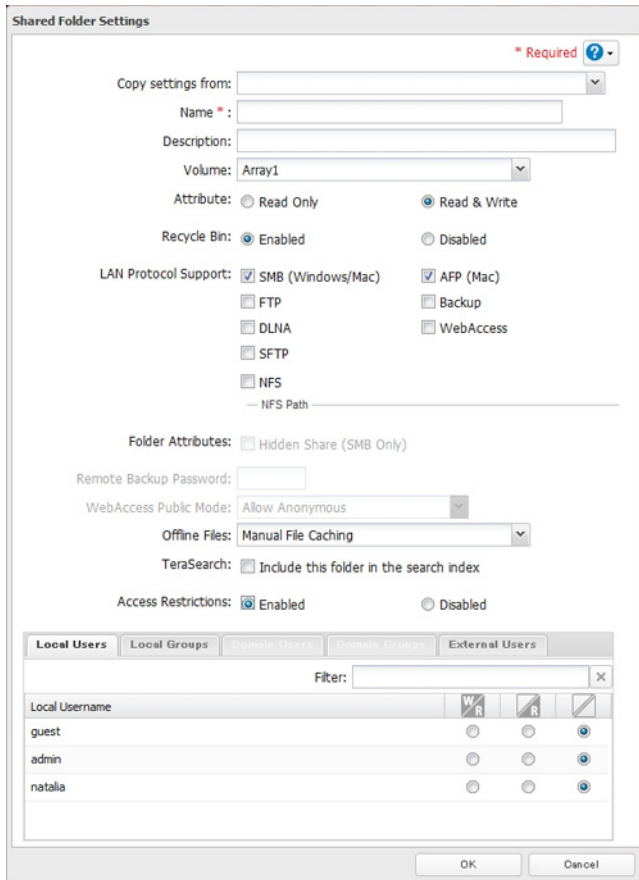 Shared Folder Settings
* Required
Copy settings from:
Name * :
Description:
Volume: Array1
Attribute: Read Only Read & Write
Recycle Bin: Enabled Disabled
LAN Protocol Support: SMB (Windows/Mac) AFP (Mac)
FTP Backup
DLNA WebAccess
SFTP
NFS
NFS Path
Folder Attributes: Hidden Share (SMB Only)
Remote Backup Password:
WebAccess Public Mode: Allow Anonymous
Offline Files: Manual File Caching
TeraSearch: Include this folder in the search index
Access Restrictions: Enabled Disabled
Local Users Local Groups Domain Users Domain Groups External Users
Filter:
Local Username W/R R
guest
admin
natalia
OK Cancel